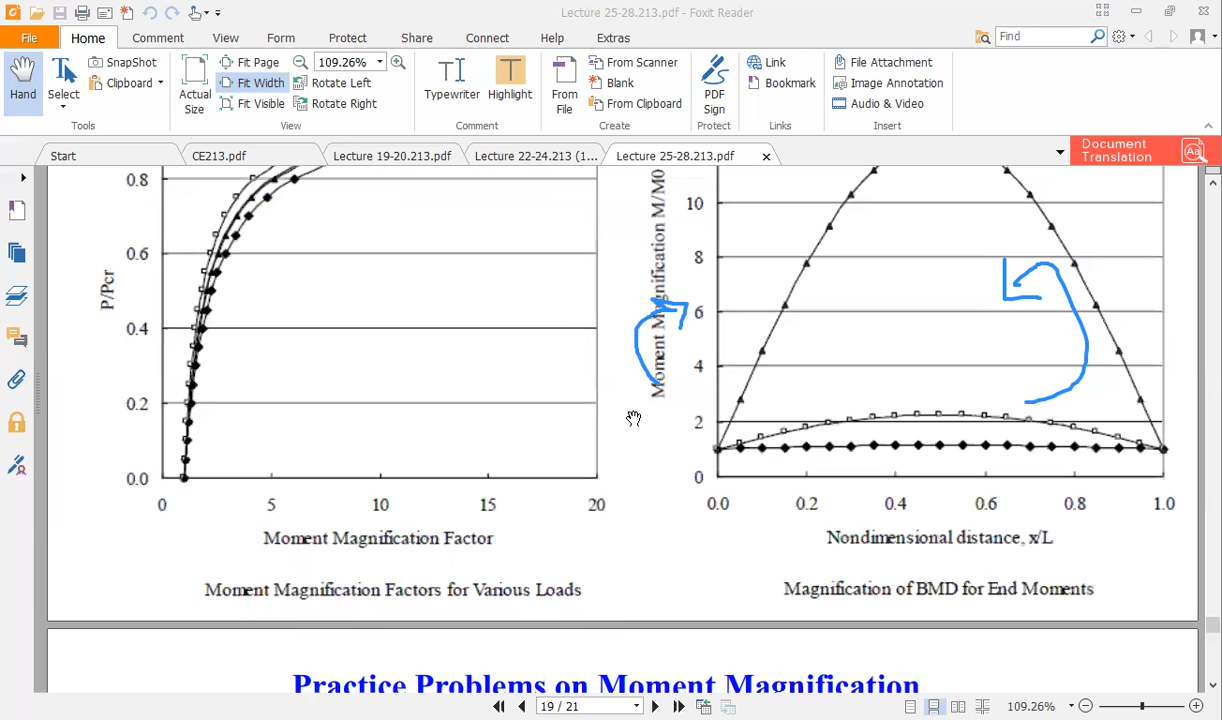 Lecture 25-28.213.pdf - Foxit Reader
File Home Comment View Form Protect Share Connect Help Extras Find
Hand Select SnapShot Clipboard Actual Size Fit Page Fit Width Fit Visible 109.26% Rotate Left Rotate Right Typewriter Highlight From File From Scanner Blank From Clipboard PDF Sign Link Bookmark File Attachment Image Annotation Audio & Video
Tools View Comment Create Protect Links Insert
Start CE213.pdf Lecture 19-20.213.pdf Lecture 22-24.213 (1... Lecture 25-28.213.pdf Document Translation Aa
P/Pcr
0.8
0.6
0.4
0.2
0.0
0 5 10 15 20
Moment Magnification Factor
Moment Magnification Factors for Various Loads
Moment Magnification M/M0
10
8
6
4
2
0
0.0 0.2 0.4 0.6 0.8 1.0
Nondimensional distance, x/L
Magnification of BMD for End Moments
Practice Problems on Moment Magnification
19 / 21 109.26%